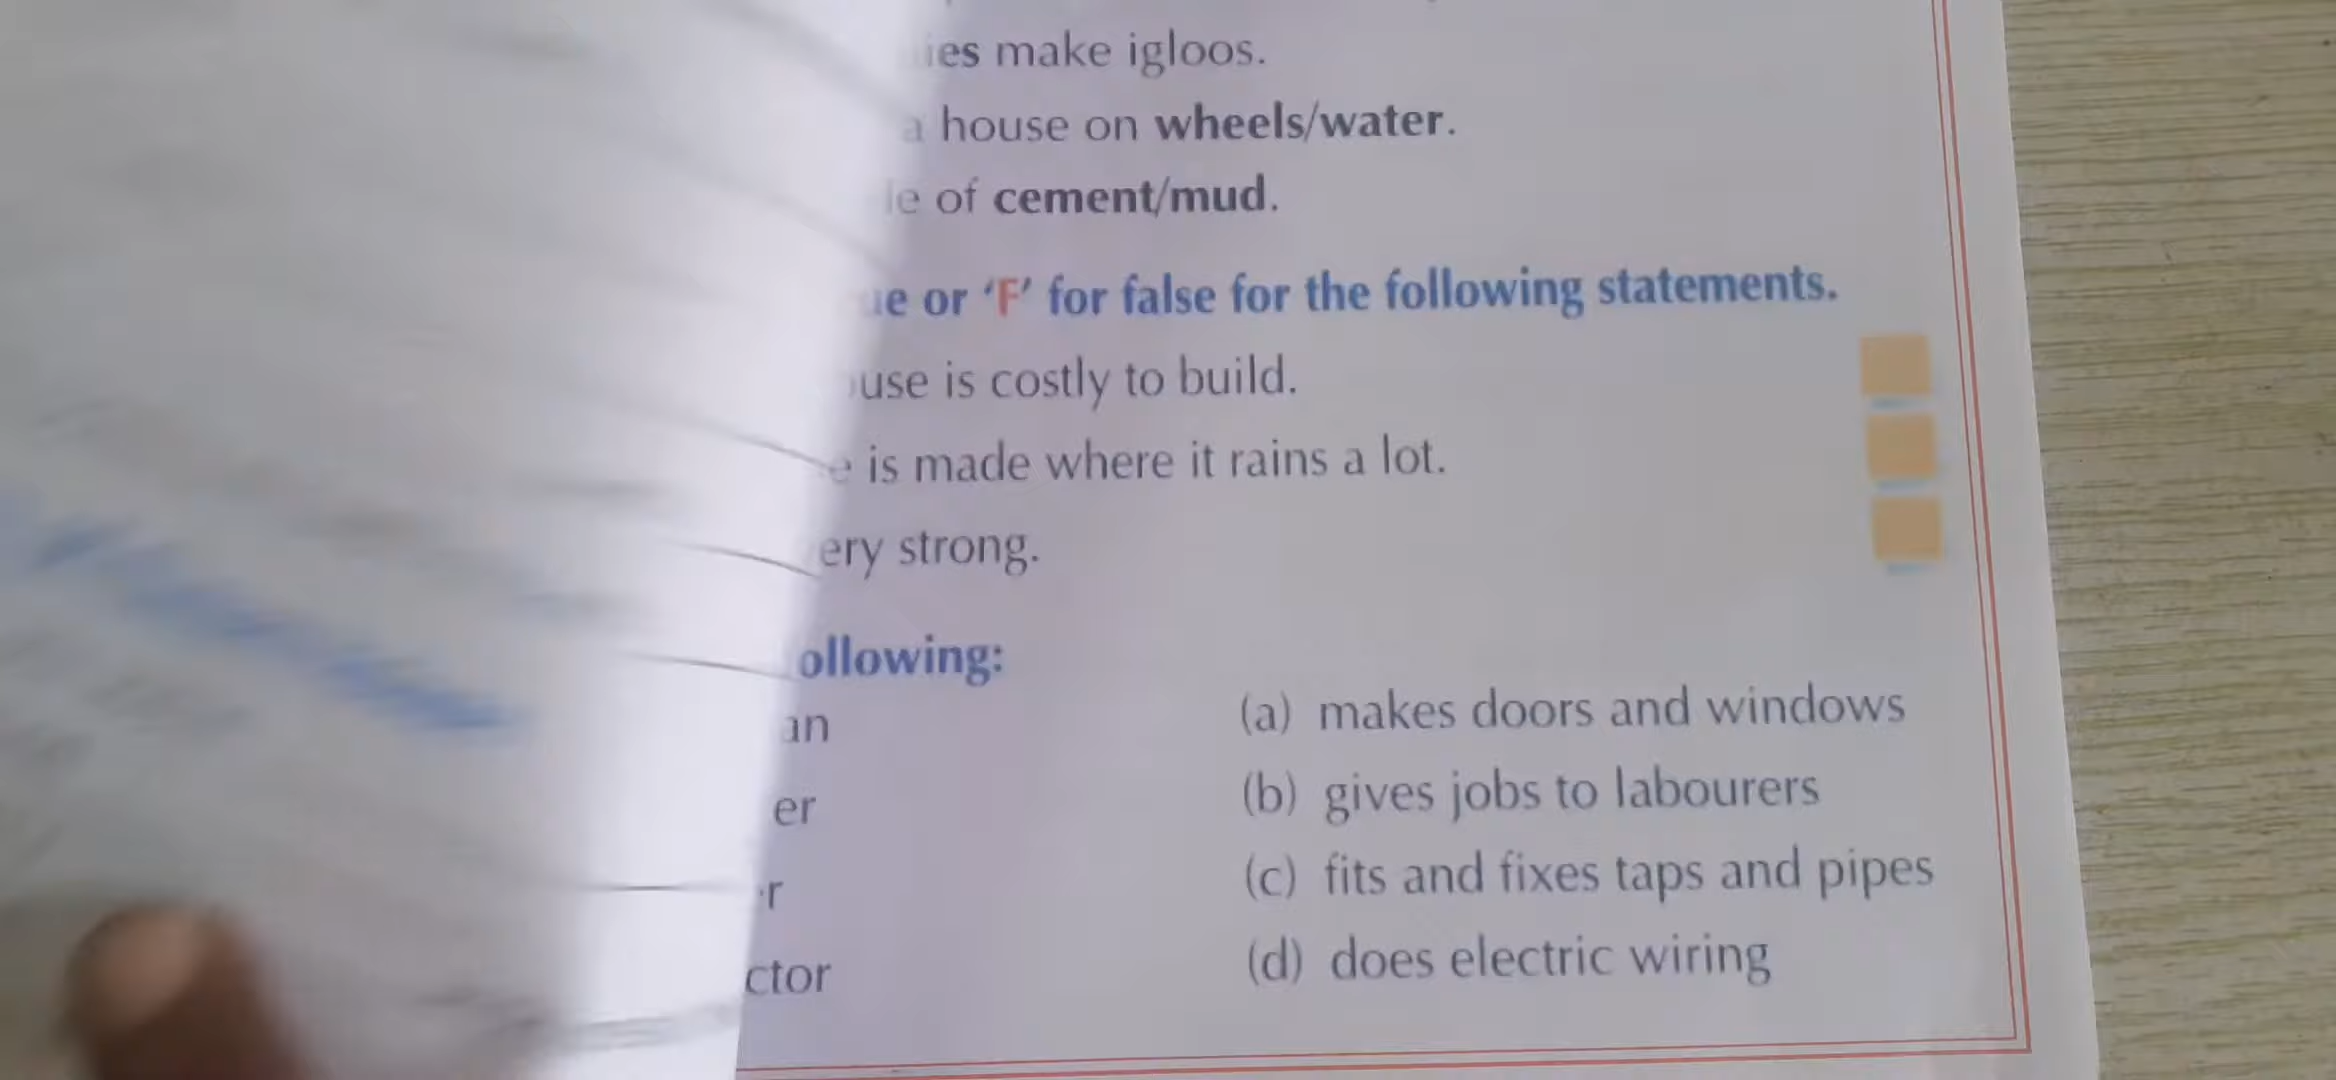 ies make igloos.
a house on wheels/water.
le of cement/mud.
ue or 'F' for false for the following statements.
use is costly to build.
e is made where it rains a lot.
ery strong.
ollowing:
an
(a) makes doors and windows
er
(b) gives jobs to labourers
r
(c) fits and fixes taps and pipes
ctor
(d) does electric wiring